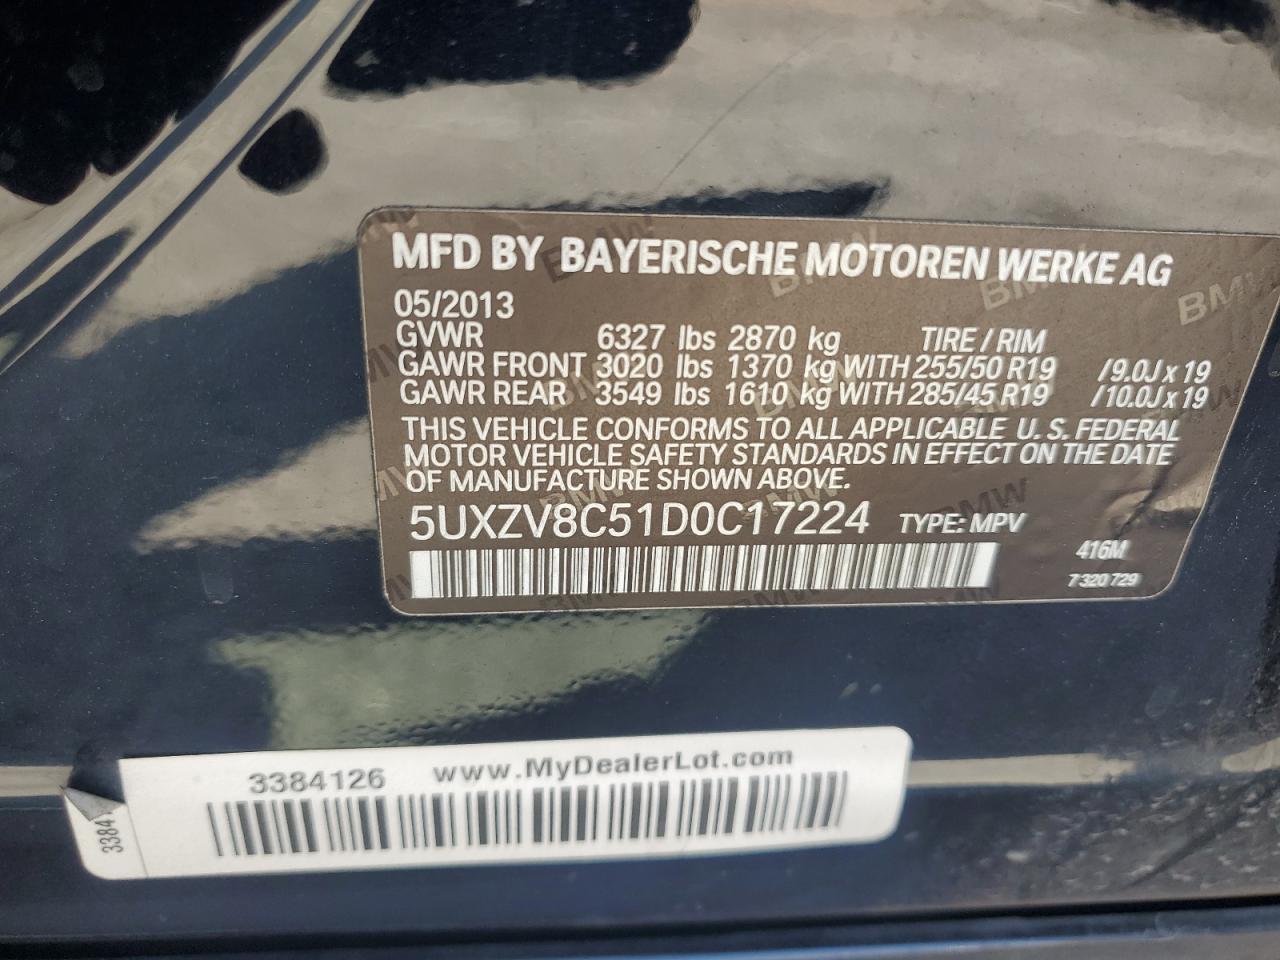 MFD BY BAYERISCHE MOTOREN WERKE AG
05/2013
GVWR 6327 lbs 2870 kg TIRE / RIM
GAWR FRONT 3020 lbs 1370 kg WITH 255/50 R19 /9.0J x 19
GAWR REAR 3549 lbs 1610 kg WITH 285/45 R19 /10.0J x 19
THIS VEHICLE CONFORMS TO ALL APPLICABLE U. S. FEDERAL
MOTOR VEHICLE SAFETY STANDARDS IN EFFECT ON THE DATE
OF MANUFACTURE SHOWN ABOVE.
5UXZV8C51D0C17224 TYPE: MPV
416M
7 320 729
3384126 www.MyDealerLot.com